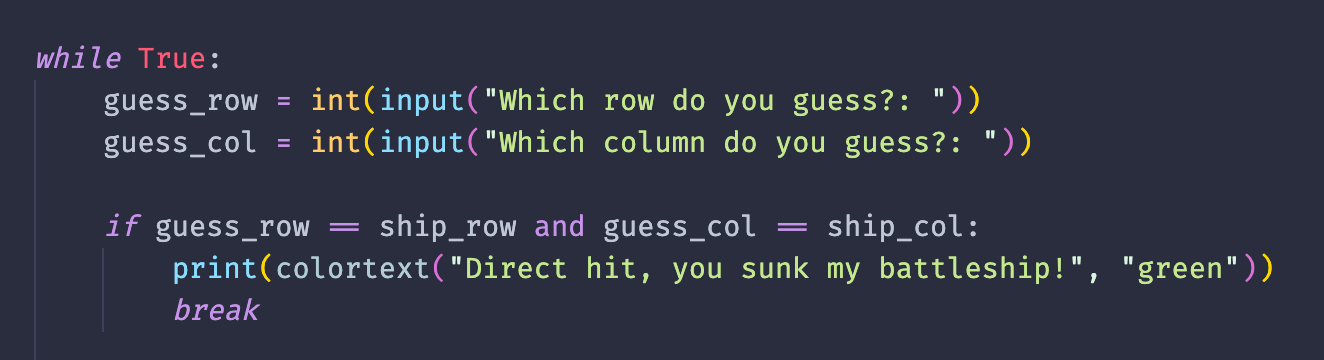 while True:
    guess_row = int(input("Which row do you guess?: "))
    guess_col = int(input("Which column do you guess?: "))

    if guess_row == ship_row and guess_col == ship_col:
        print(colortext("Direct hit, you sunk my battleship!", "green"))
        break